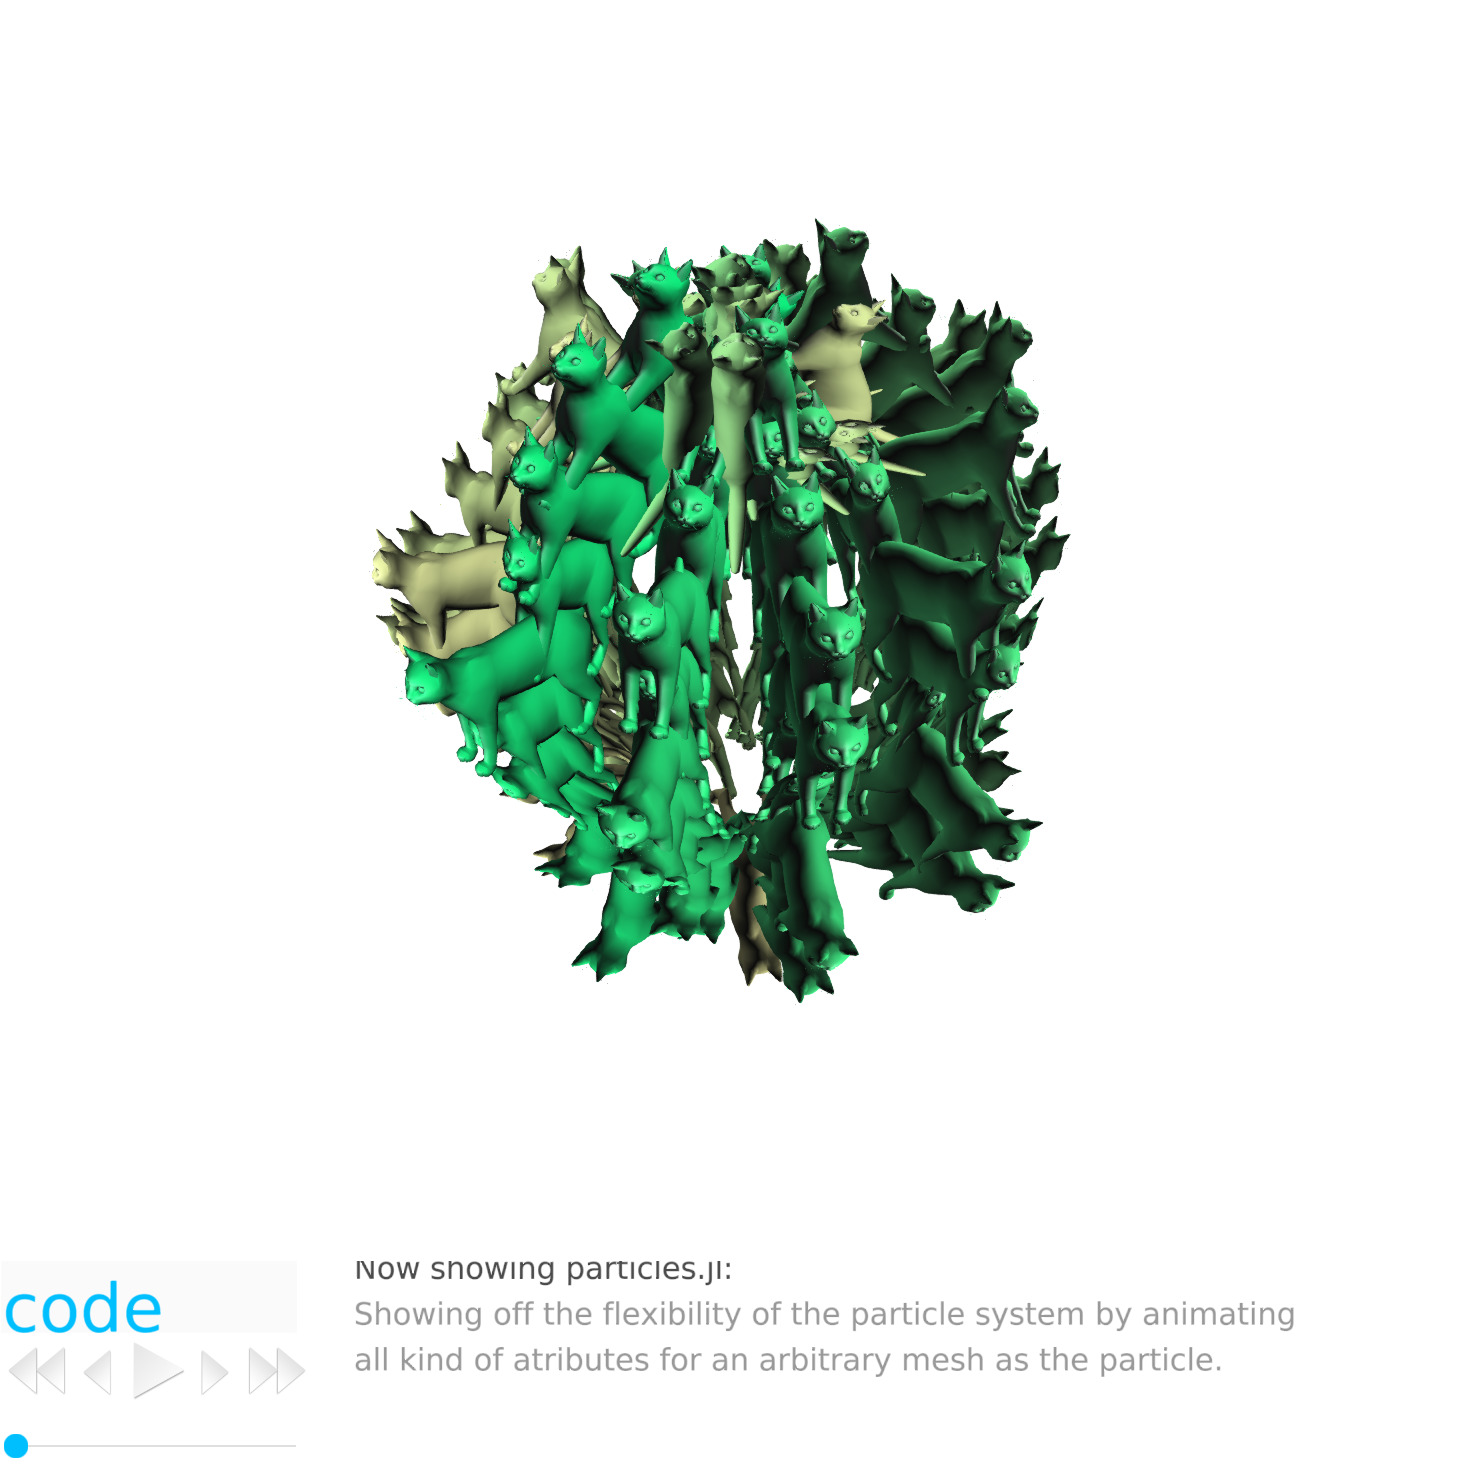 Now showing particles.jl:
code
Showing off the flexibility of the particle system by animating
all kind of atributes for an arbitrary mesh as the particle.